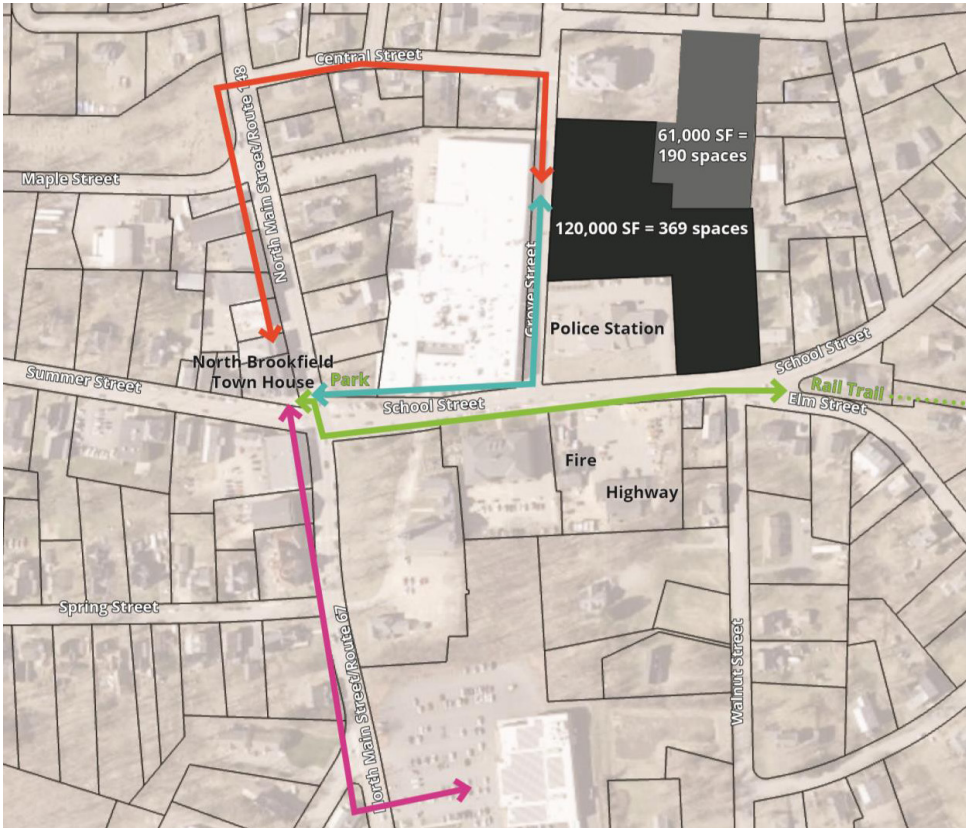 Central Street
North Main Street/Route 148
61,000 SF =
190 spaces
Maple Street
120,000 SF = 369 spaces
Grove Street
Police Station
School Street
North Brookfield
Town House
Park
Summer Street
School Street
Rail Trail
Elm Street
Fire
Highway
Spring Street
North Main Street/Route 67
Walnut Street